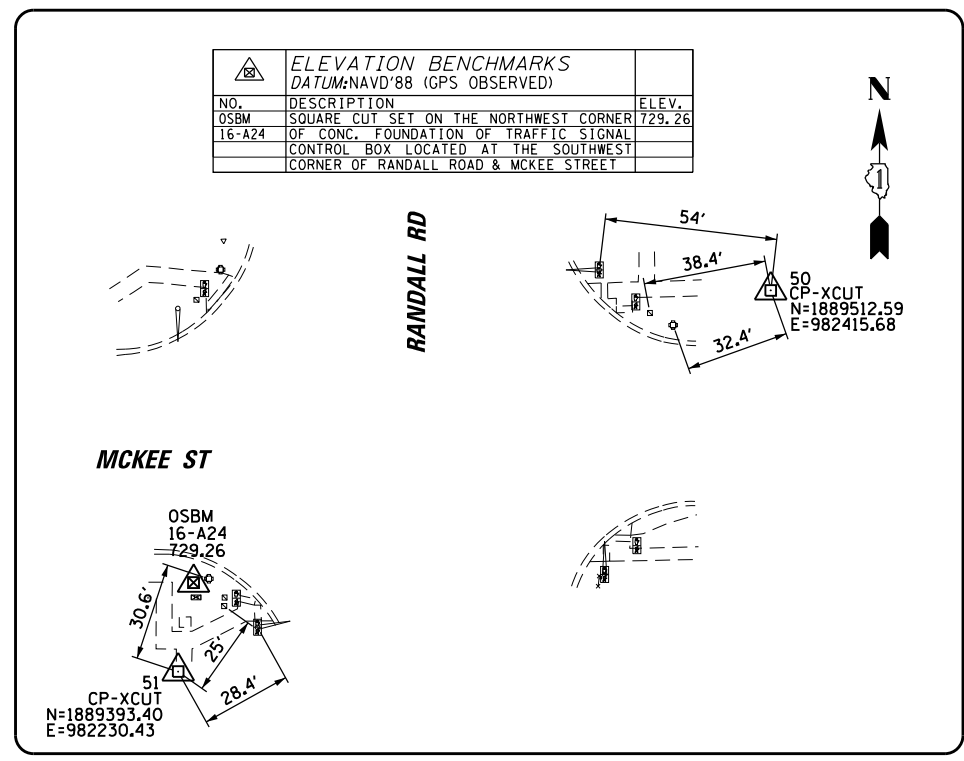 ELEVATION BENCHMARKS
DATUM:NAVD'88 (GPS OBSERVED)
NO. DESCRIPTION ELEV.
OSBM SQUARE CUT SET ON THE NORTHWEST CORNER 729.26
16-A24 OF CONC. FOUNDATION OF TRAFFIC SIGNAL
CONTROL BOX LOCATED AT THE SOUTHWEST
CORNER OF RANDALL ROAD & MCKEE STREET
N
1
RANDALL RD
54'
38.4'
32.4'
50
CP-XCUT
N=1889512.59
E=982415.68
MCKEE ST
OSBM
16-A24
729.26
30.6'
25'
28.4'
51
CP-XCUT
N=1889393.40
E=982230.43